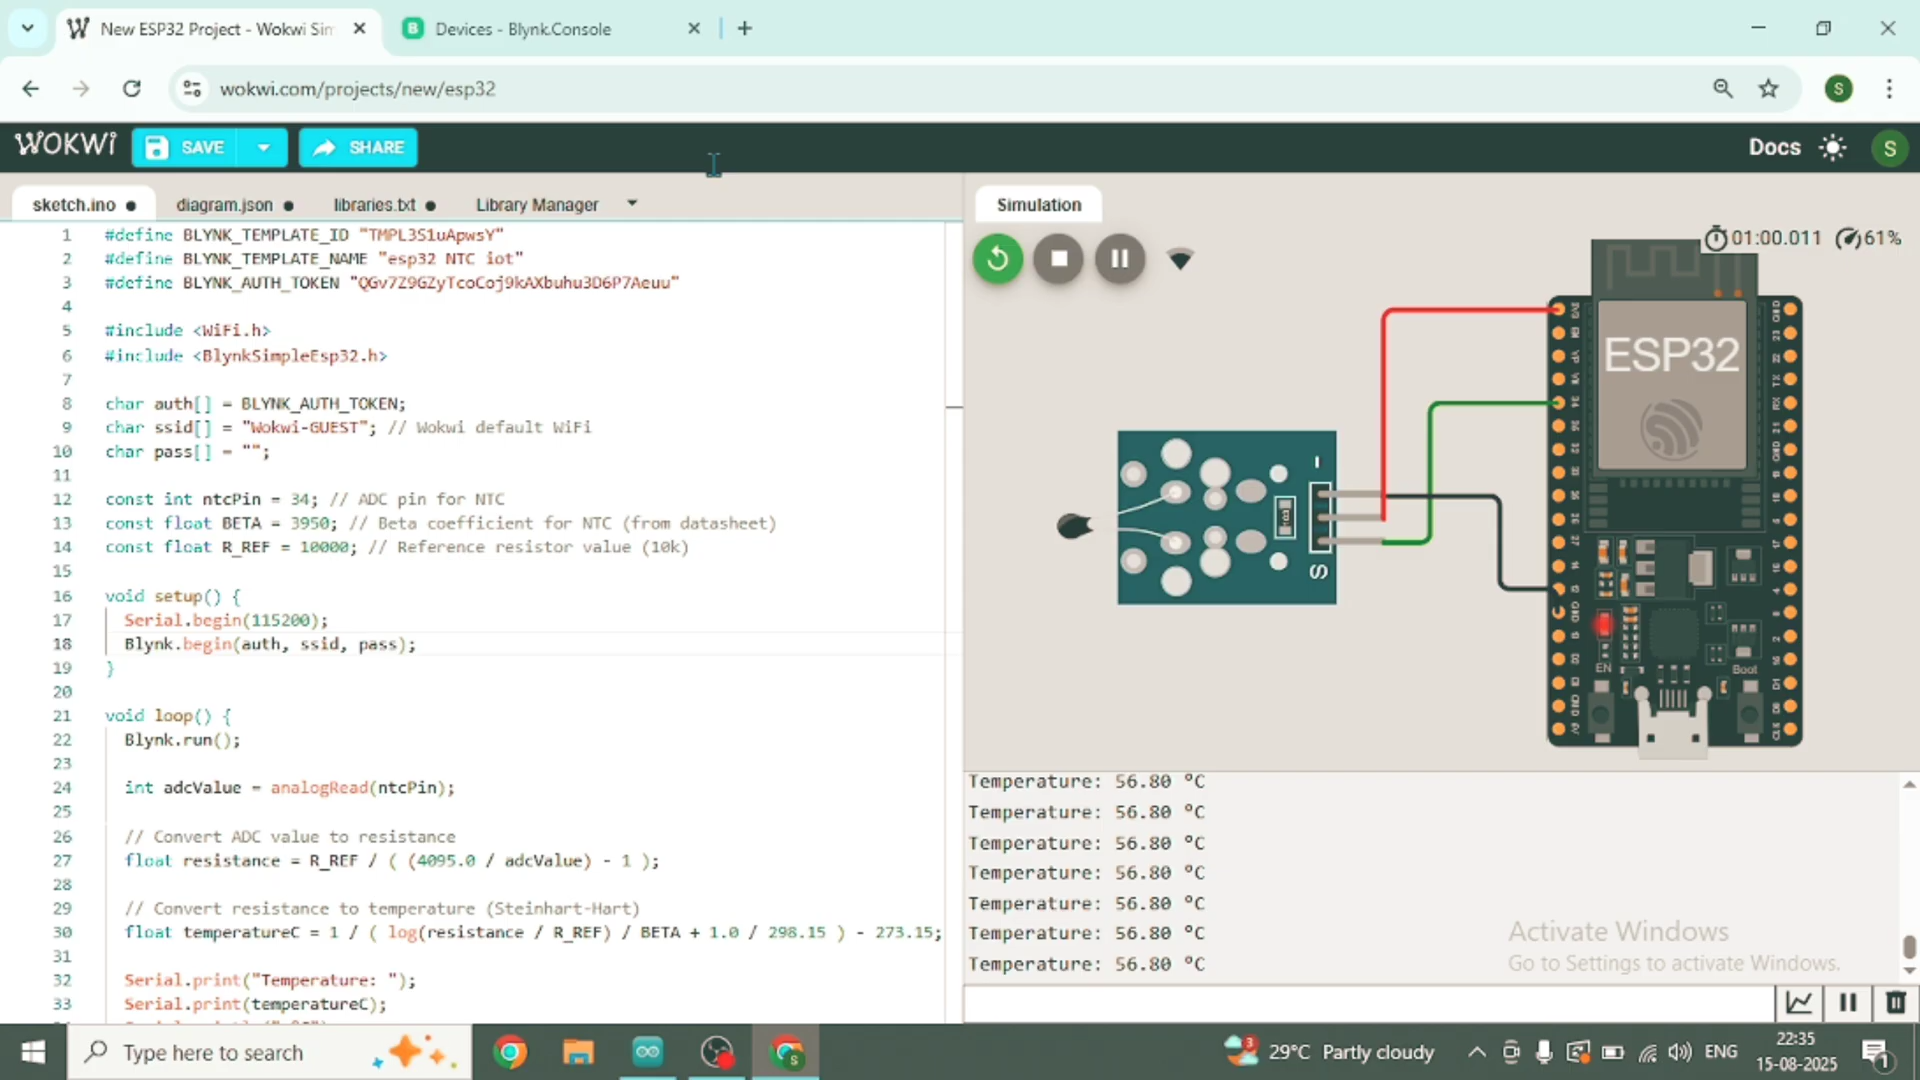 New ESP32 Project - Wokwi Sim
Devices - Blynk.Console
wokwi.com/projects/new/esp32
S
WOKWI
SAVE
SHARE
Docs
S
sketch.ino
diagram.json
libraries.txt
Library Manager
1 #define BLYNK_TEMPLATE_ID "TMPL3S1uApwsY"
2 #define BLYNK_TEMPLATE_NAME "esp32 NTC iot"
3 #define BLYNK_AUTH_TOKEN "QGv7Z9GZyTcoCoj9kAXbuhu3D6P7Aeuu"
4
5 #include <WiFi.h>
6 #include <BlynkSimpleEsp32.h>
7
8 char auth[] = BLYNK_AUTH_TOKEN;
9 char ssid[] = "Wokwi-GUEST"; // Wokwi default WiFi
10 char pass[] = "";
11
12 const int ntcPin = 34; // ADC pin for NTC
13 const float BETA = 3950; // Beta coefficient for NTC (from datasheet)
14 const float R_REF = 10000; // Reference resistor value (10k)
15
16 void setup() {
17 Serial.begin(115200);
18 Blynk.begin(auth, ssid, pass);
19 }
20
21 void loop() {
22 Blynk.run();
23
24 int adcValue = analogRead(ntcPin);
25
26 // Convert ADC value to resistance
27 float resistance = R_REF / ( (4095.0 / adcValue) - 1 );
28
29 // Convert resistance to temperature (Steinhart-Hart)
30 float temperatureC = 1 / ( log(resistance / R_REF) / BETA + 1.0 / 298.15 ) - 273.15;
31
32 Serial.print("Temperature: ");
33 Serial.print(temperatureC);
Simulation
01:00.011
61%
ESP32
EN
Boot
-
S
Temperature: 56.80 °C
Temperature: 56.80 °C
Temperature: 56.80 °C
Temperature: 56.80 °C
Temperature: 56.80 °C
Temperature: 56.80 °C
Temperature: 56.80 °C
Activate Windows
Go to Settings to activate Windows.
Type here to search
3
29°C Partly cloudy
ENG
22:35
15-08-2025
1